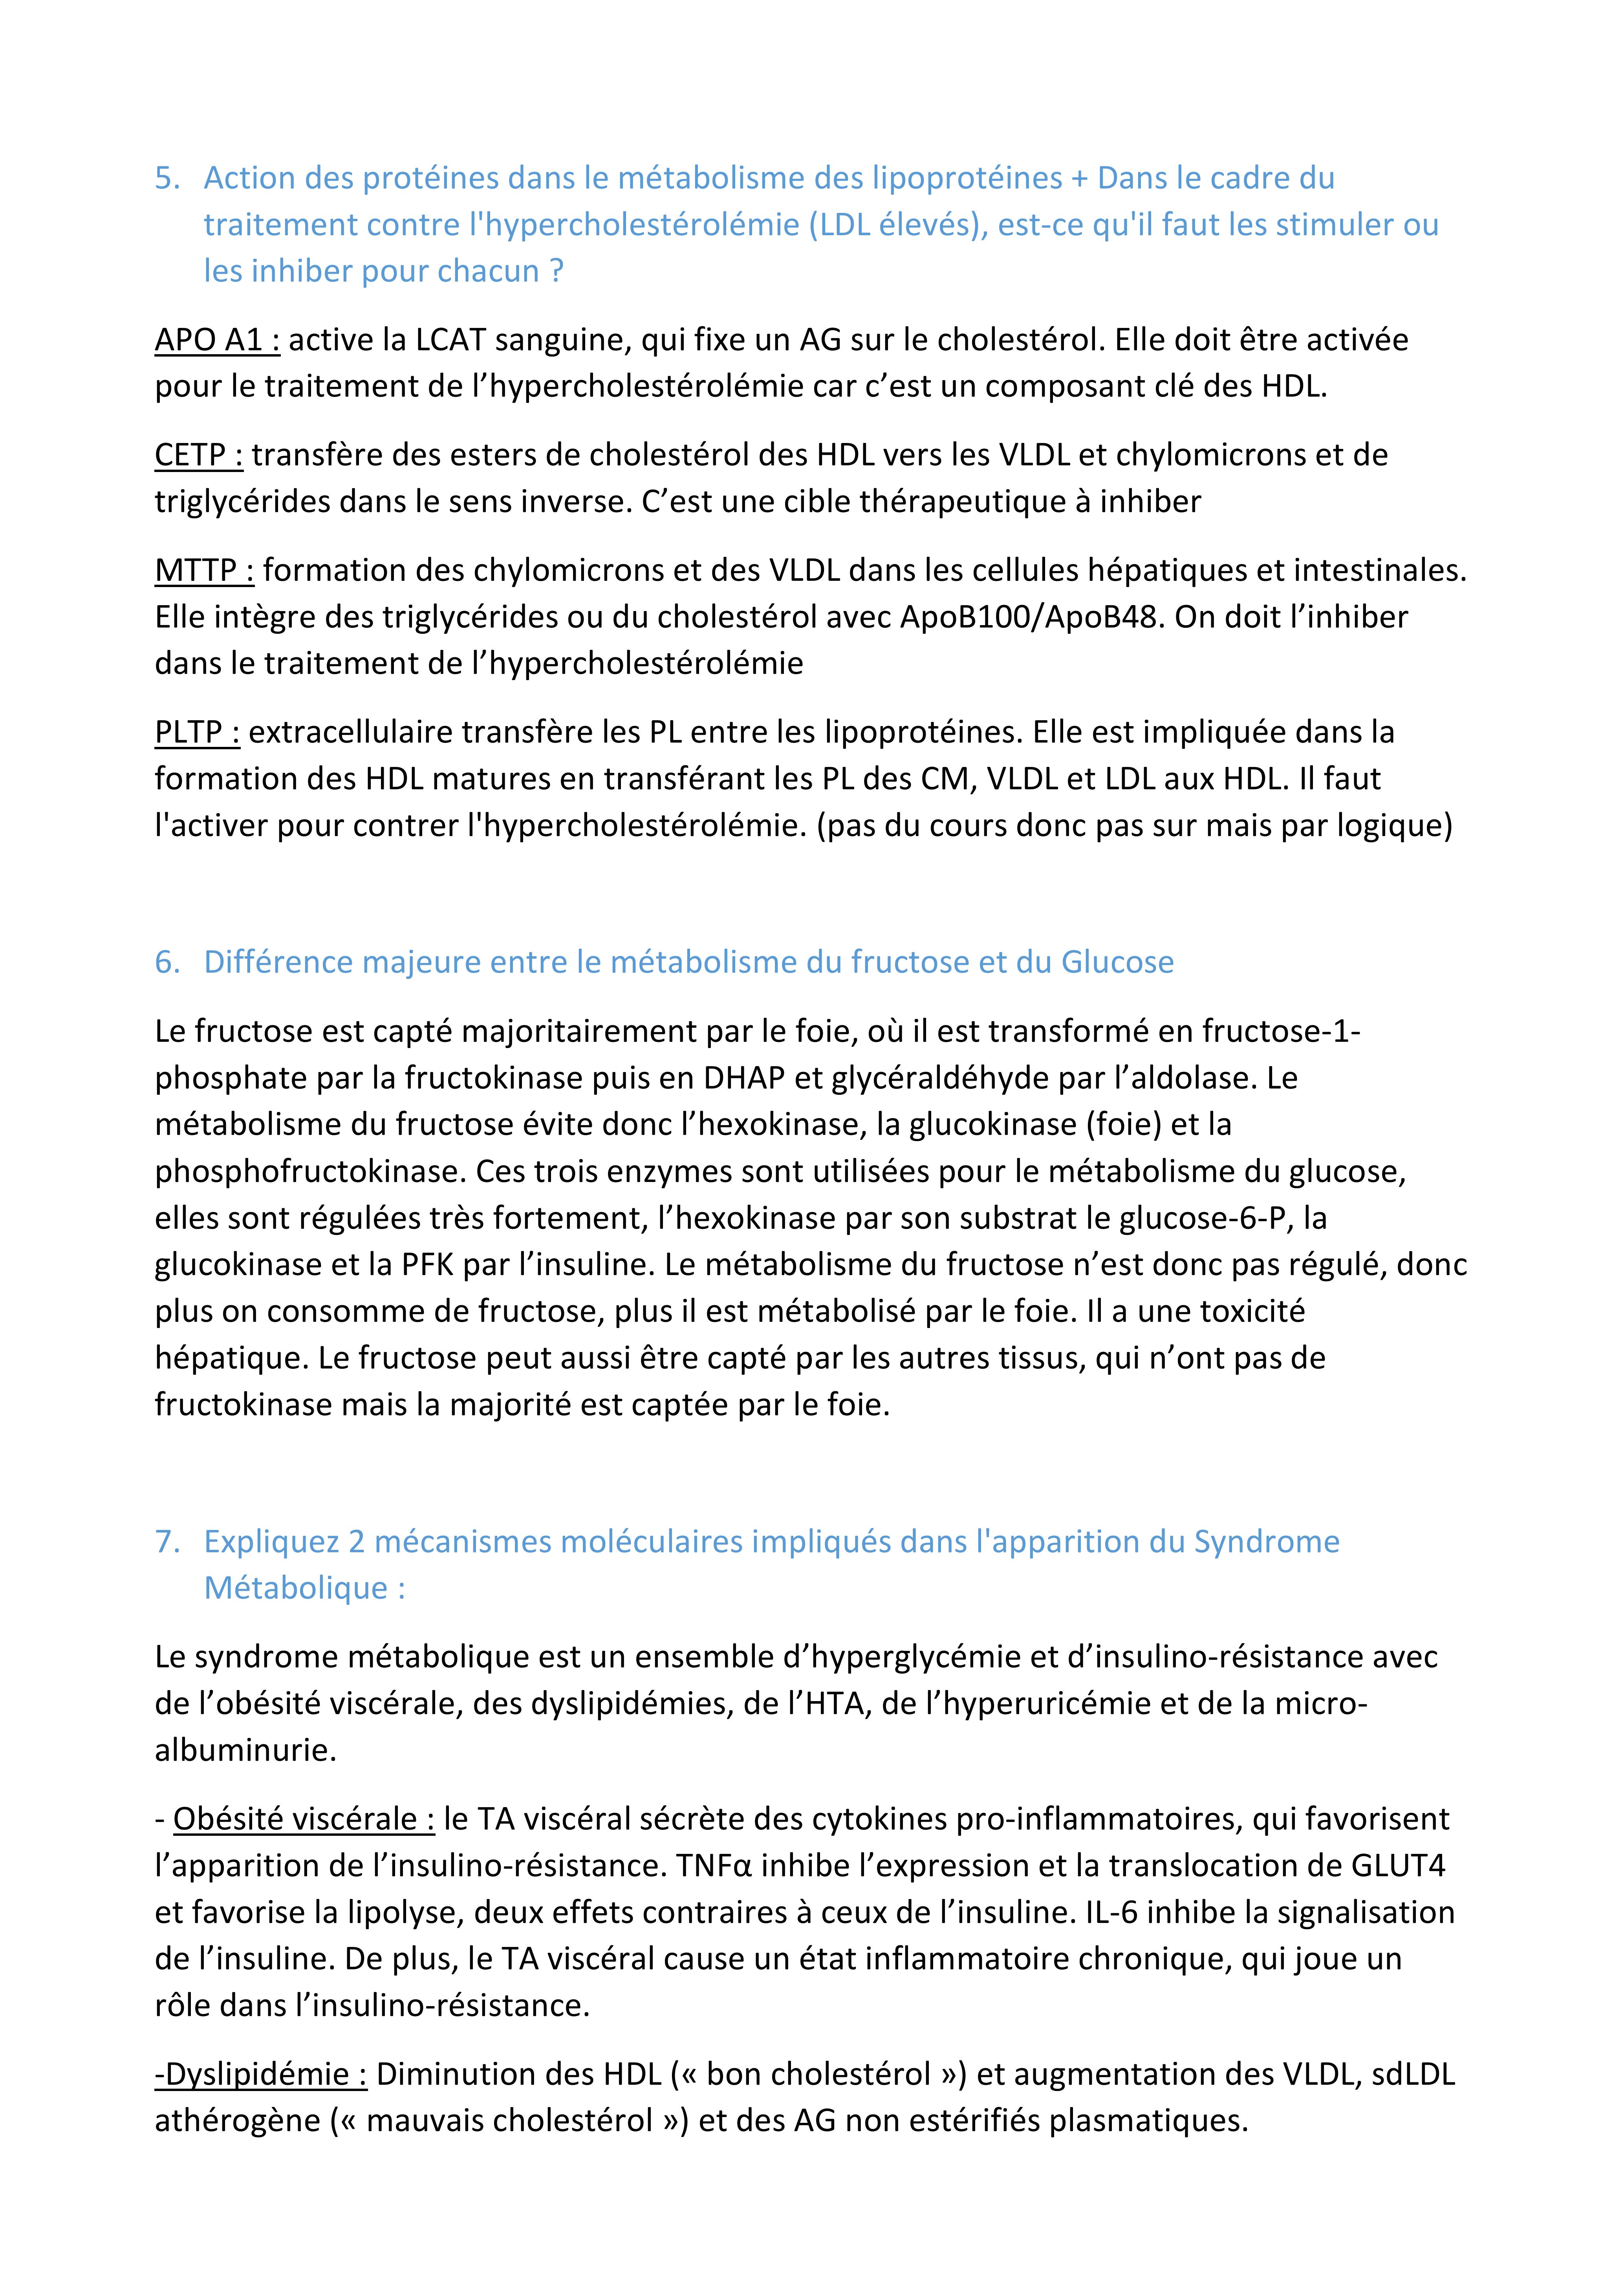 5. Action des protéines dans le métabolisme des lipoprotéines + Dans le cadre du
traitement contre l'hypercholestérolémie (LDL élevés), est-ce qu'il faut les stimuler ou
les inhiber pour chacun ?
APO A1 : active la LCAT sanguine, qui fixe un AG sur le cholestérol. Elle doit être activée
pour le traitement de l’hypercholestérolémie car c’est un composant clé des HDL.
CETP : transfère des esters de cholestérol des HDL vers les VLDL et chylomicrons et de
triglycérides dans le sens inverse. C’est une cible thérapeutique à inhiber
MTTP : formation des chylomicrons et des VLDL dans les cellules hépatiques et intestinales.
Elle intègre des triglycérides ou du cholestérol avec ApoB100/ApoB48. On doit l’inhiber
dans le traitement de l’hypercholestérolémie
PLTP : extracellulaire transfère les PL entre les lipoprotéines. Elle est impliquée dans la
formation des HDL matures en transférant les PL des CM, VLDL et LDL aux HDL. Il faut
l'activer pour contrer l'hypercholestérolémie. (pas du cours donc pas sur mais par logique)
6. Différence majeure entre le métabolisme du fructose et du Glucose
Le fructose est capté majoritairement par le foie, où il est transformé en fructose-1-
phosphate par la fructokinase puis en DHAP et glycéraldéhyde par l’aldolase. Le
métabolisme du fructose évite donc l’hexokinase, la glucokinase (foie) et la
phosphofructokinase. Ces trois enzymes sont utilisées pour le métabolisme du glucose,
elles sont régulées très fortement, l’hexokinase par son substrat le glucose-6-P, la
glucokinase et la PFK par l’insuline. Le métabolisme du fructose n’est donc pas régulé, donc
plus on consomme de fructose, plus il est métabolisé par le foie. Il a une toxicité
hépatique. Le fructose peut aussi être capté par les autres tissus, qui n’ont pas de
fructokinase mais la majorité est captée par le foie.
7. Expliquez 2 mécanismes moléculaires impliqués dans l'apparition du Syndrome
Métabolique :
Le syndrome métabolique est un ensemble d’hyperglycémie et d’insulino-résistance avec
de l’obésité viscérale, des dyslipidémies, de l’HTA, de l’hyperuricémie et de la micro-
albuminurie.
- Obésité viscérale : le TA viscéral sécrète des cytokines pro-inflammatoires, qui favorisent
l’apparition de l’insulino-résistance. TNFα inhibe l’expression et la translocation de GLUT4
et favorise la lipolyse, deux effets contraires à ceux de l’insuline. IL-6 inhibe la signalisation
de l’insuline. De plus, le TA viscéral cause un état inflammatoire chronique, qui joue un
rôle dans l’insulino-résistance.
-Dyslipidémie : Diminution des HDL (« bon cholestérol ») et augmentation des VLDL, sdLDL
athérogène (« mauvais cholestérol ») et des AG non estérifiés plasmatiques.